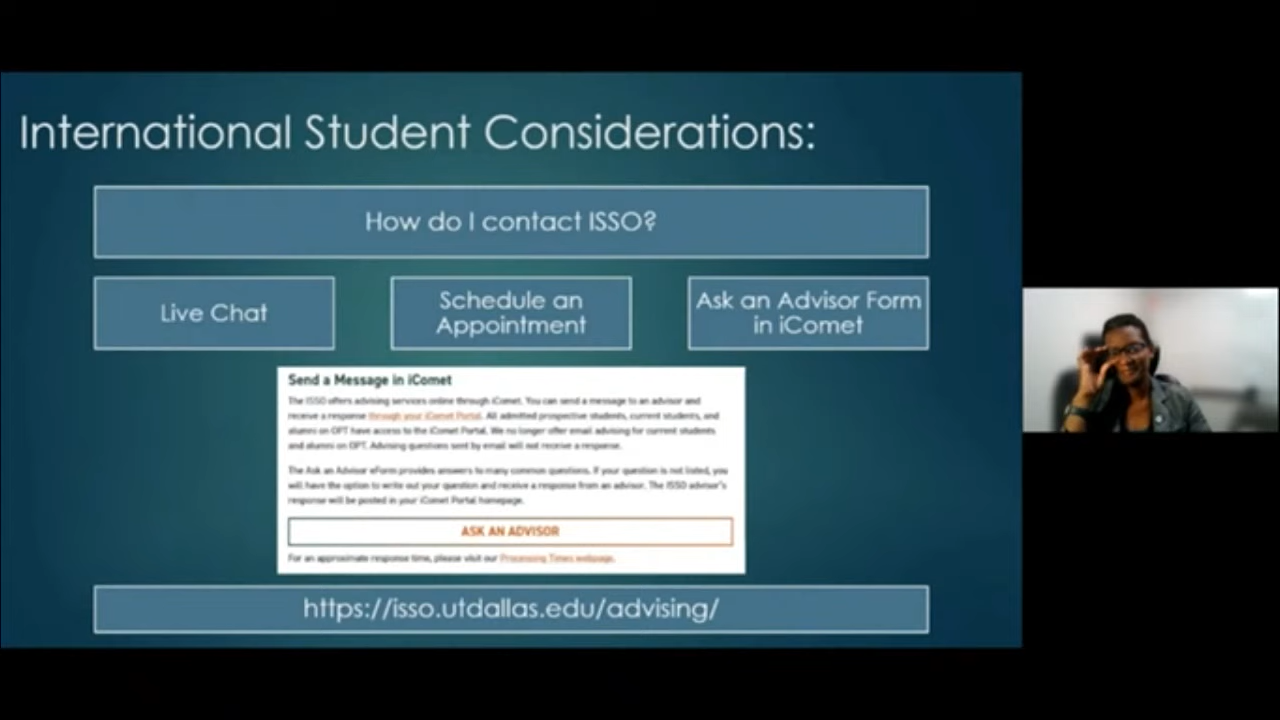 International Student Considerations:
How do I contact ISSO?
Live Chat
Schedule an
Appointment
Ask an Advisor Form
in iComet
Send a Message in iComet
The ISSO offers advising services online through iComet. You can send a message to an advisor and
receive a response through your iComet Portal. All admitted prospective students, current students, and
alumni on OPT have access to the iComet Portal. We no longer offer email advising for current students
and alumni on OPT. Advising questions sent by email will not receive a response.
The Ask an Advisor eForm provides answers to many common questions. If your question is not listed, you
will have the option to write out your question and receive a response from an advisor. The ISSO advisor's
response will be posted in your iComet Portal homepage.
ASK AN ADVISOR
For an approximate response time, please visit our Processing Times webpage.
https://isso.utdallas.edu/advising/